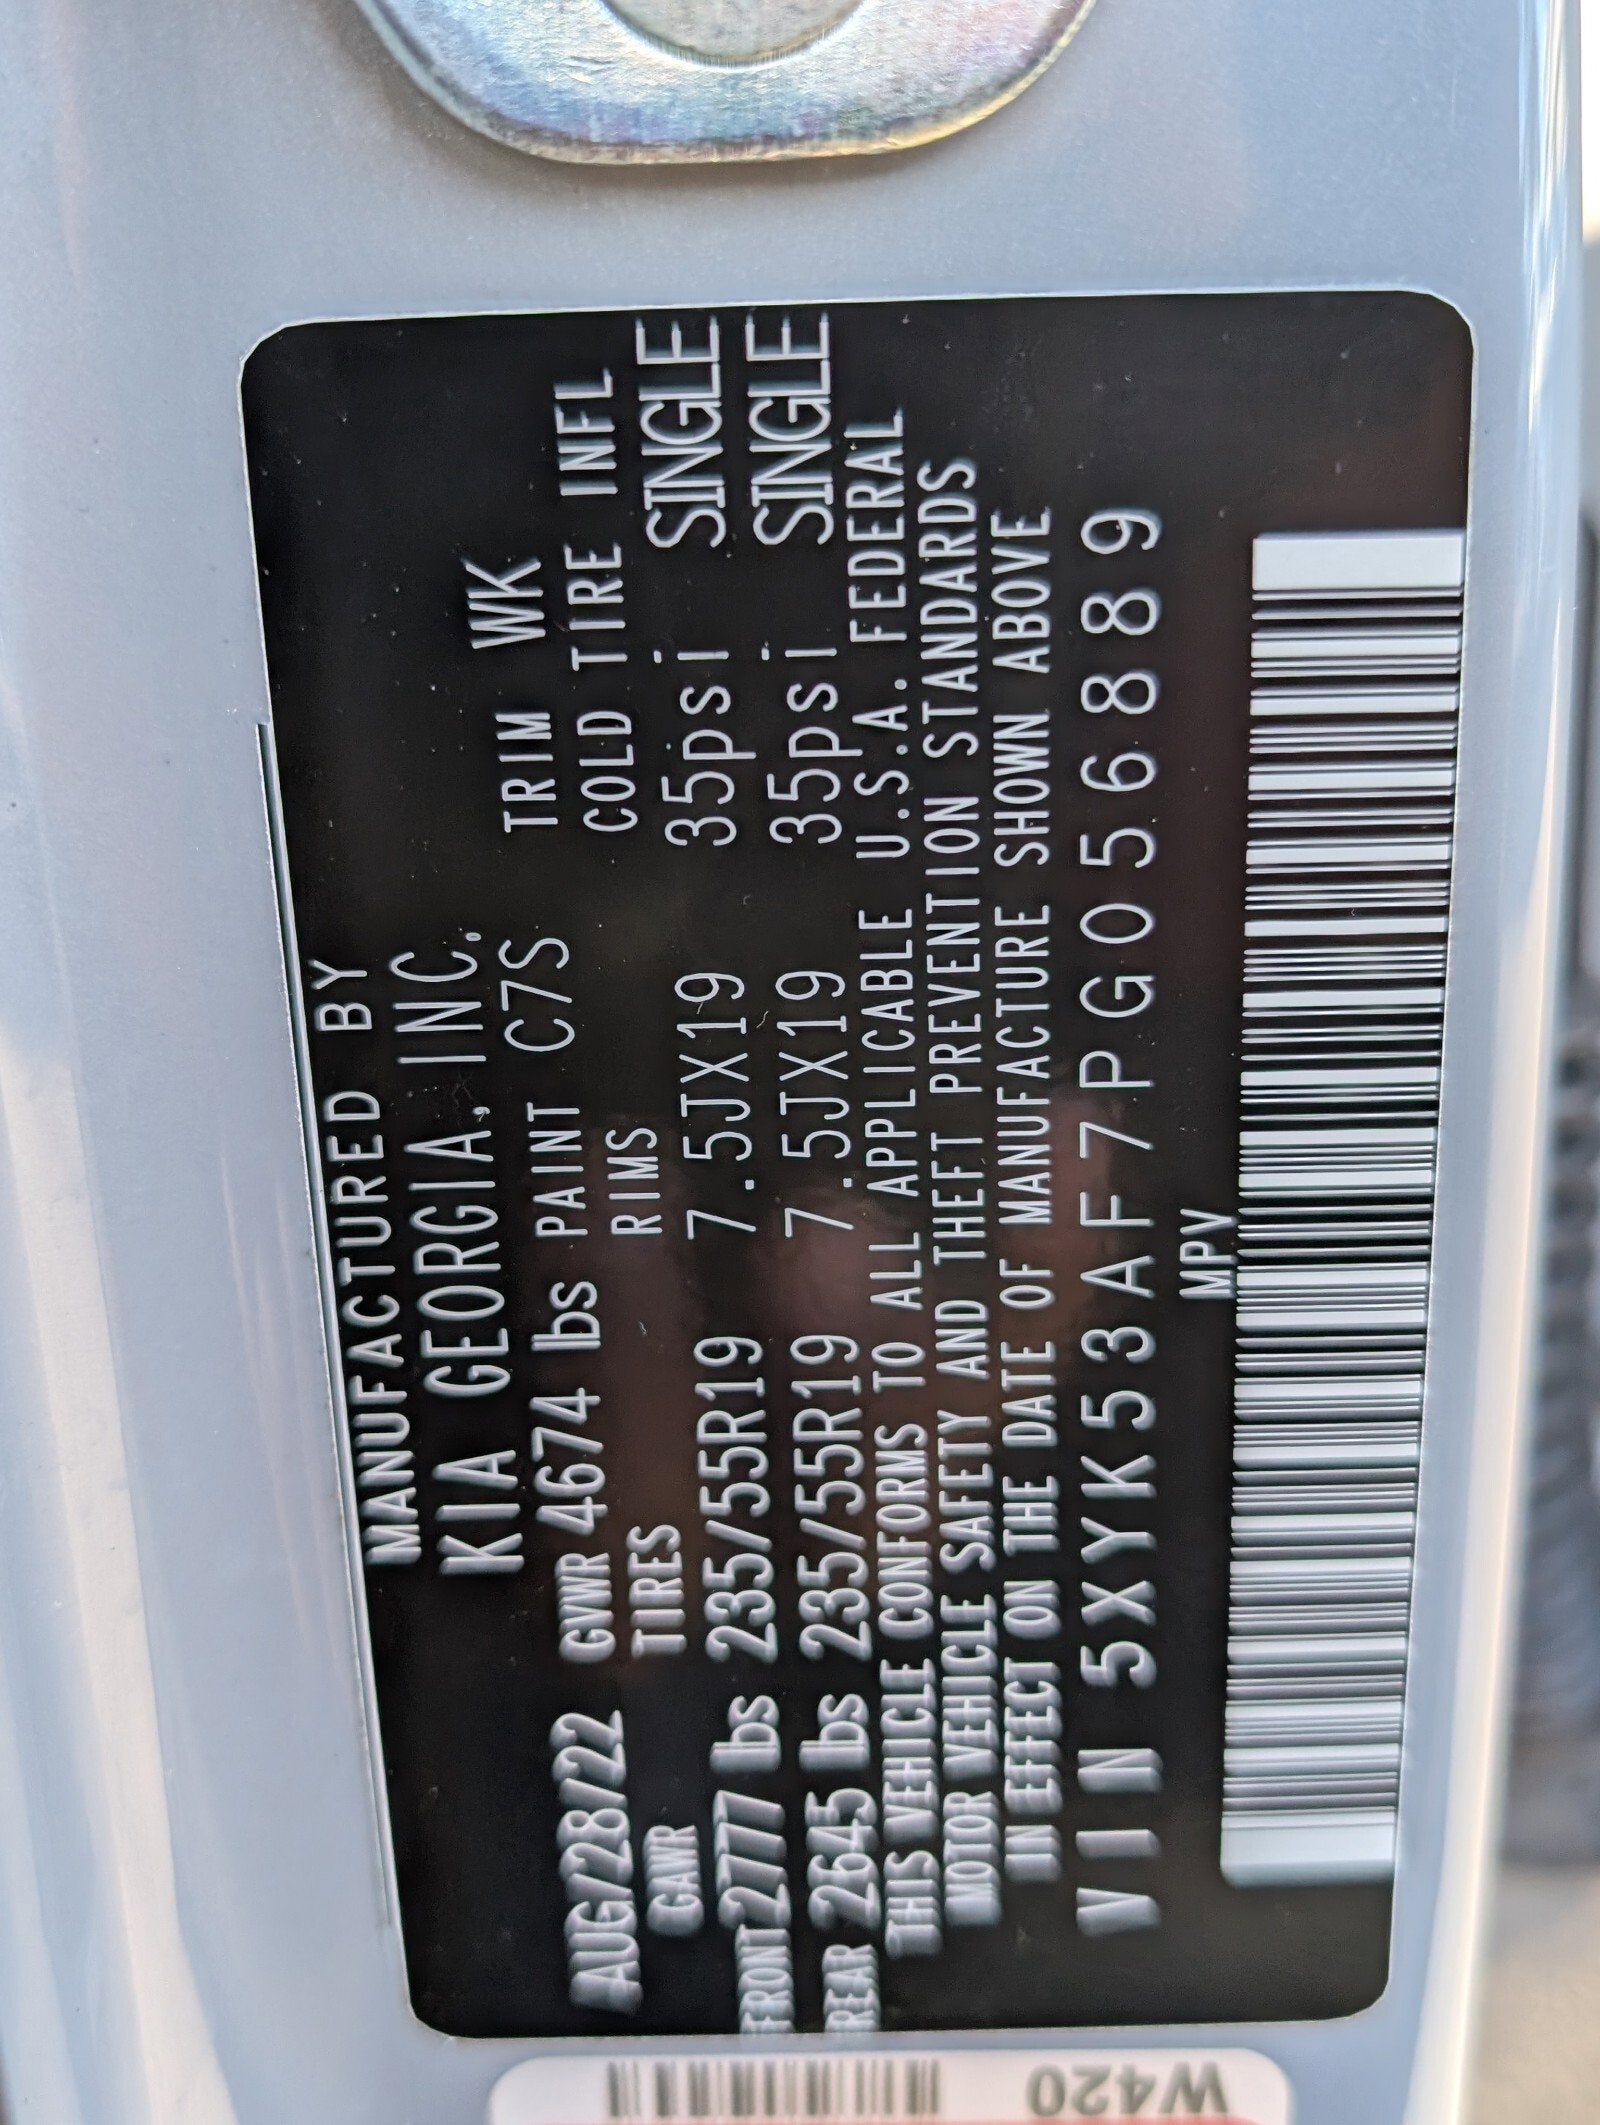 MANUFACTURED BY
KIA GEORGIA, INC.
AUG/28/22 GVWR 4674 lbs PAINT C7S TRIM WK
GAWR TIRES RIMS COLD TIRE INFL
FRONT 2777 lbs 235/55R19 7.5JX19 35psi SINGLE
REAR 2645 lbs 235/55R19 7.5JX19 35psi SINGLE
THIS VEHICLE CONFORMS TO ALL APPLICABLE U.S.A. FEDERAL
MOTOR VEHICLE SAFETY AND THEFT PREVENTION STANDARDS
IN EFFECT ON THE DATE OF MANUFACTURE SHOWN ABOVE
VIN 5XYK53AF7PG056889
MPV
W420